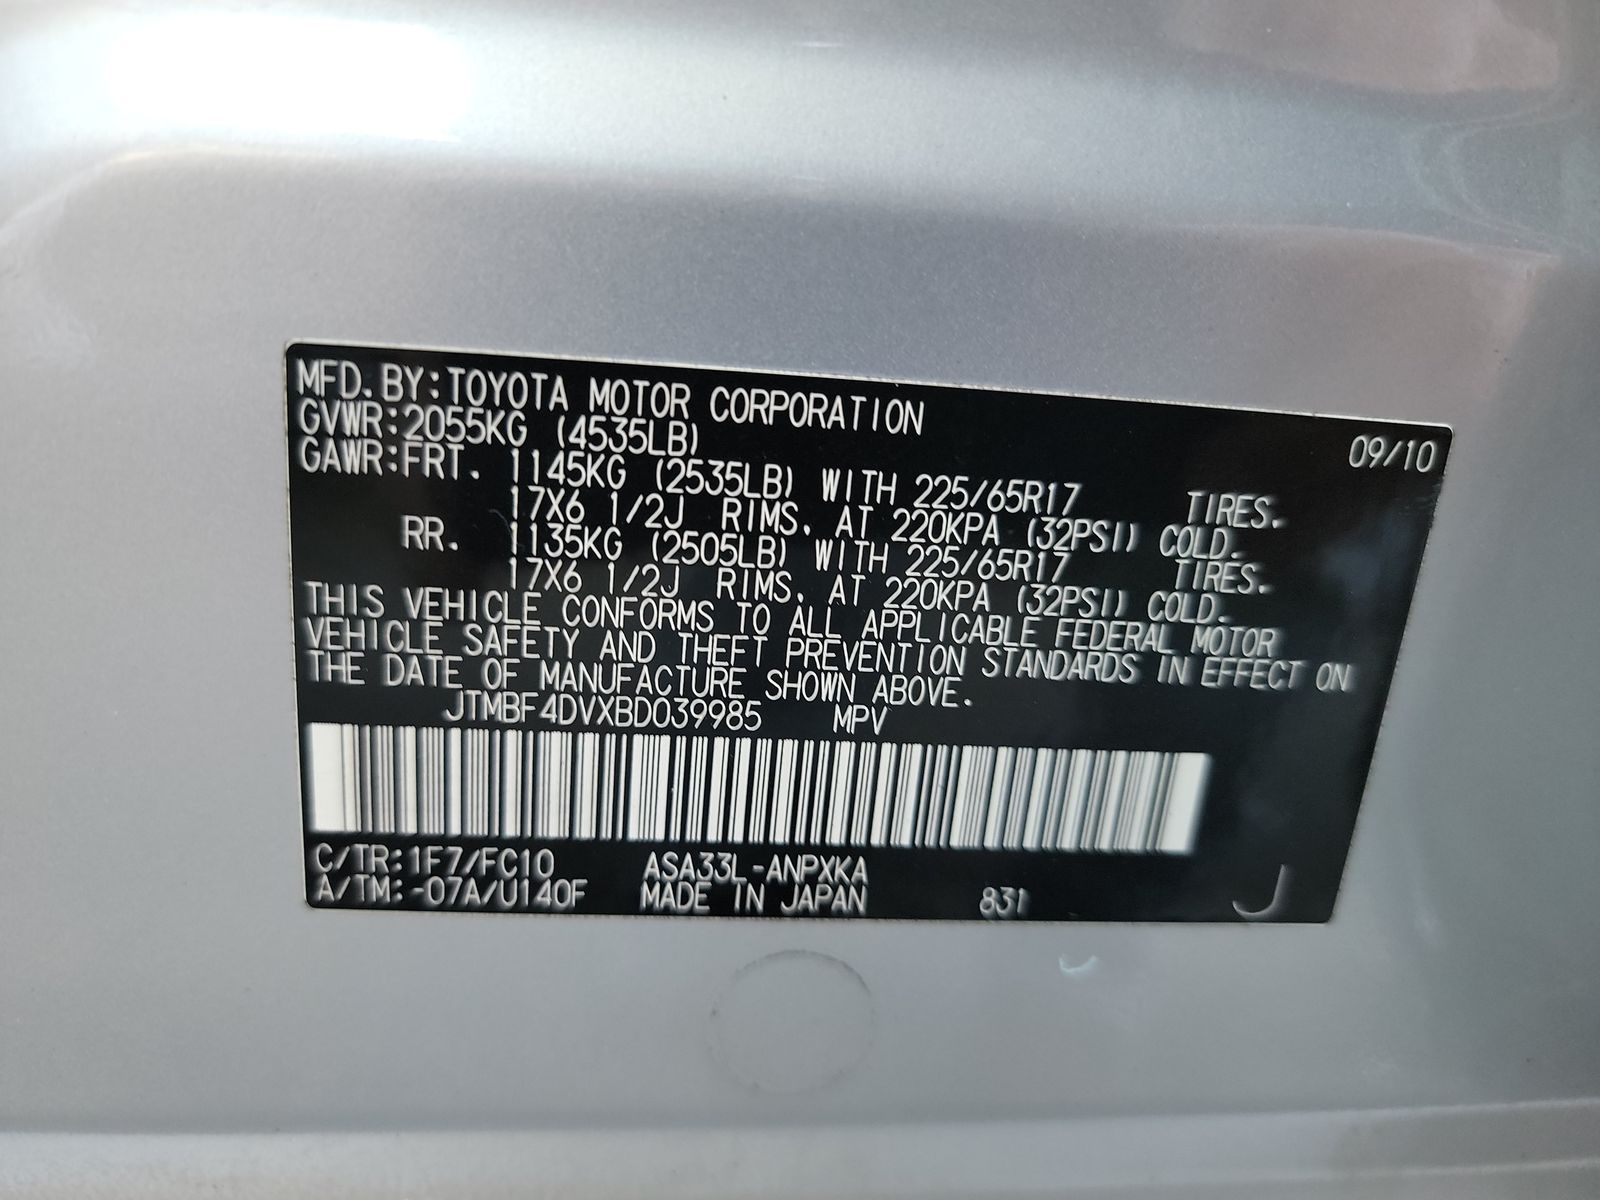 MFD.BY:TOYOTA MOTOR CORPORATION 09/10
GVWR:2055KG (4535LB)
GAWR:FRT. 1145KG (2535LB) WITH 225/65R17 TIRES.
17X6 1/2J RIMS, AT 220KPA (32PSI) COLD.
RR. 1135KG (2505LB) WITH 225/65R17 TIRES.
17X6 1/2J RIMS, AT 220KPA (32PSI) COLD.
THIS VEHICLE CONFORMS TO ALL APPLICABLE FEDERAL MOTOR
VEHICLE SAFETY AND THEFT PREVENTION STANDARDS IN EFFECT ON
THE DATE OF MANUFACTURE SHOWN ABOVE.
JTMBF4DVXBD039985 MPV
C/TR:1F7/FC10 ASA33L-ANPXKA
A/TM:-07A/U140F MADE IN JAPAN 831 J